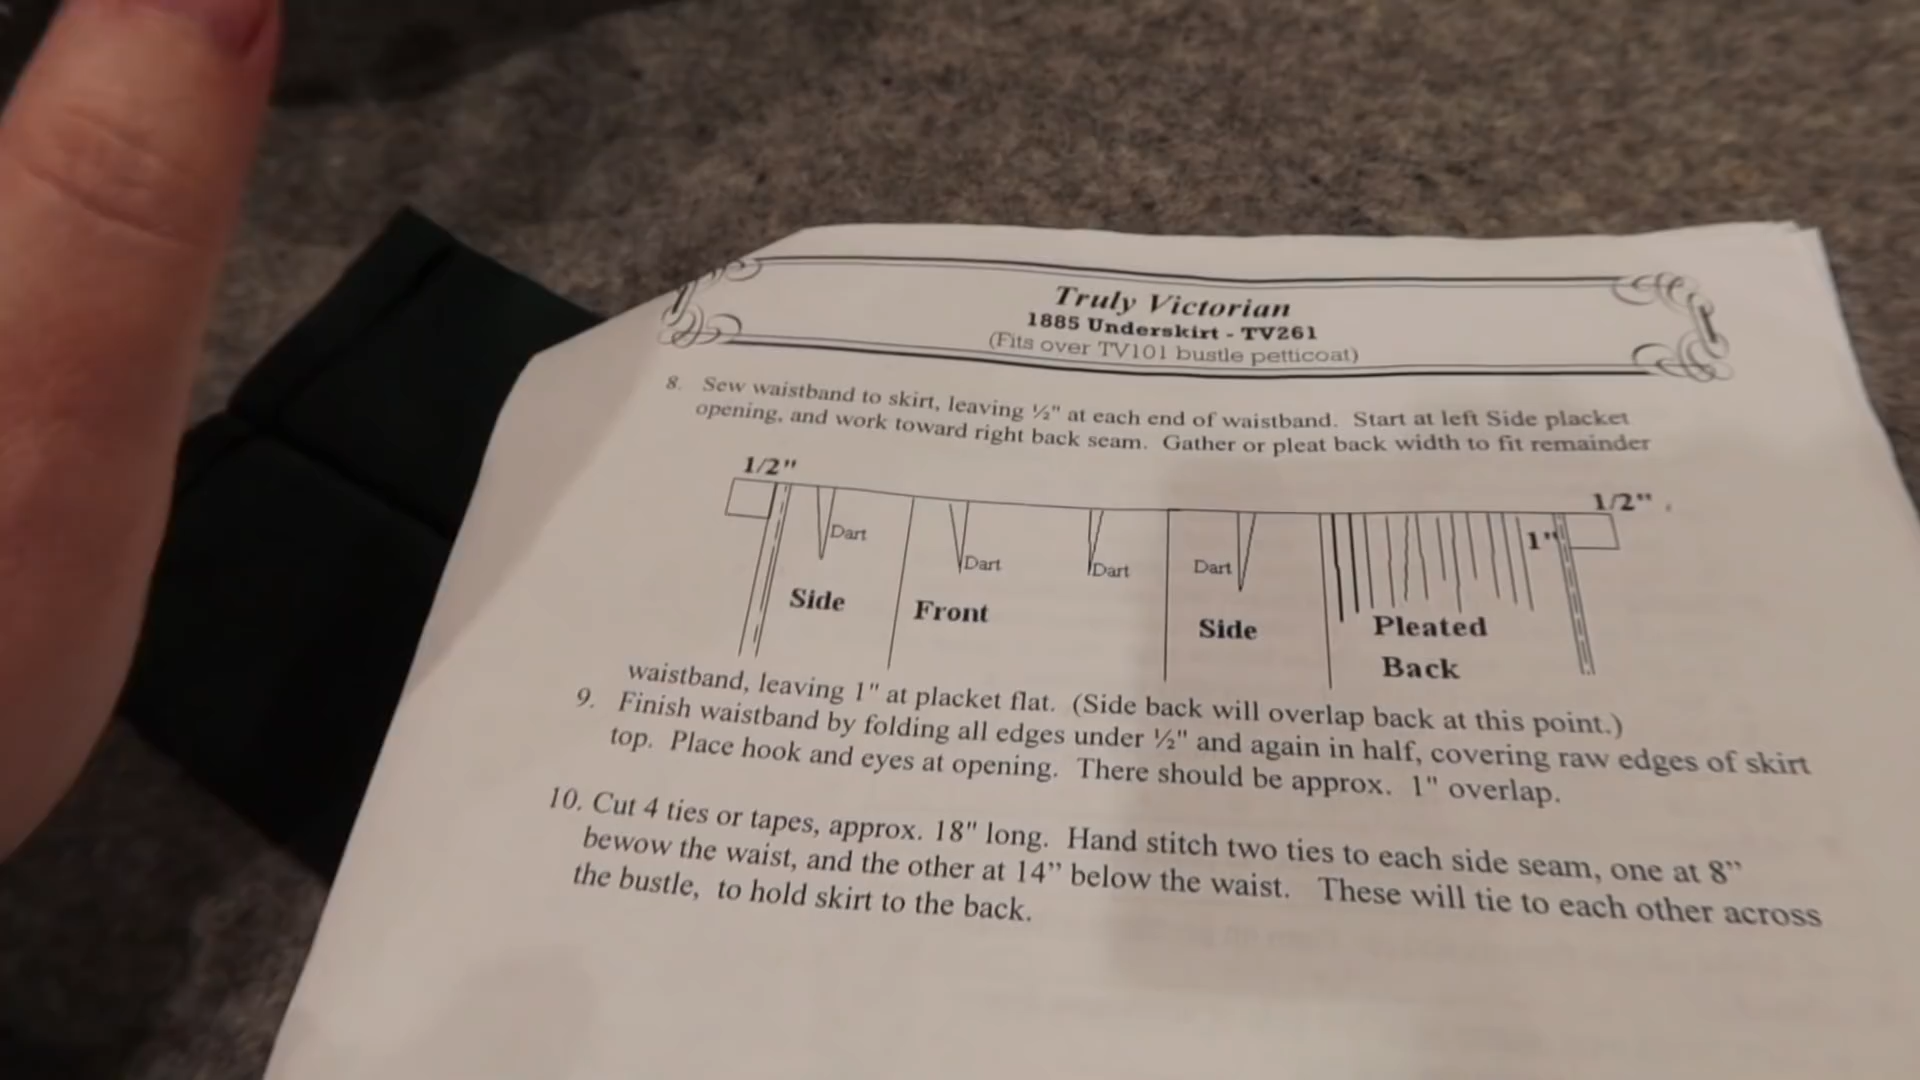 Truly Victorian
1885 Underskirt - TV261
(Fits over TV101 bustle petticoat)
8. Sew waistband to skirt, leaving ½" at each end of waistband. Start at left Side placket
opening, and work toward right back seam. Gather or pleat back width to fit remainder
1/2"
1/2"
1"
Dart
Dart
Dart
Dart
Side
Front
Side
Pleated
Back
waistband, leaving 1" at placket flat. (Side back will overlap back at this point.)
9. Finish waistband by folding all edges under ½" and again in half, covering raw edges of skirt
top. Place hook and eyes at opening. There should be approx. 1" overlap.
10. Cut 4 ties or tapes, approx. 18" long. Hand stitch two ties to each side seam, one at 8”
bewow the waist, and the other at 14” below the waist. These will tie to each other across
the bustle, to hold skirt to the back.